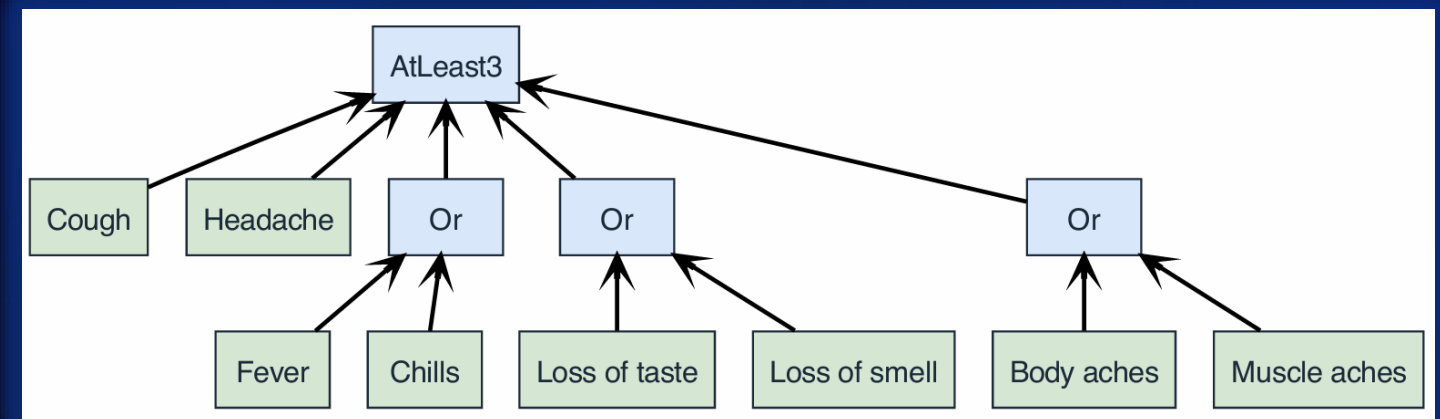 AtLeast3
Cough
Headache
Or
Or
Or
Fever
Chills
Loss of taste
Loss of smell
Body aches
Muscle aches